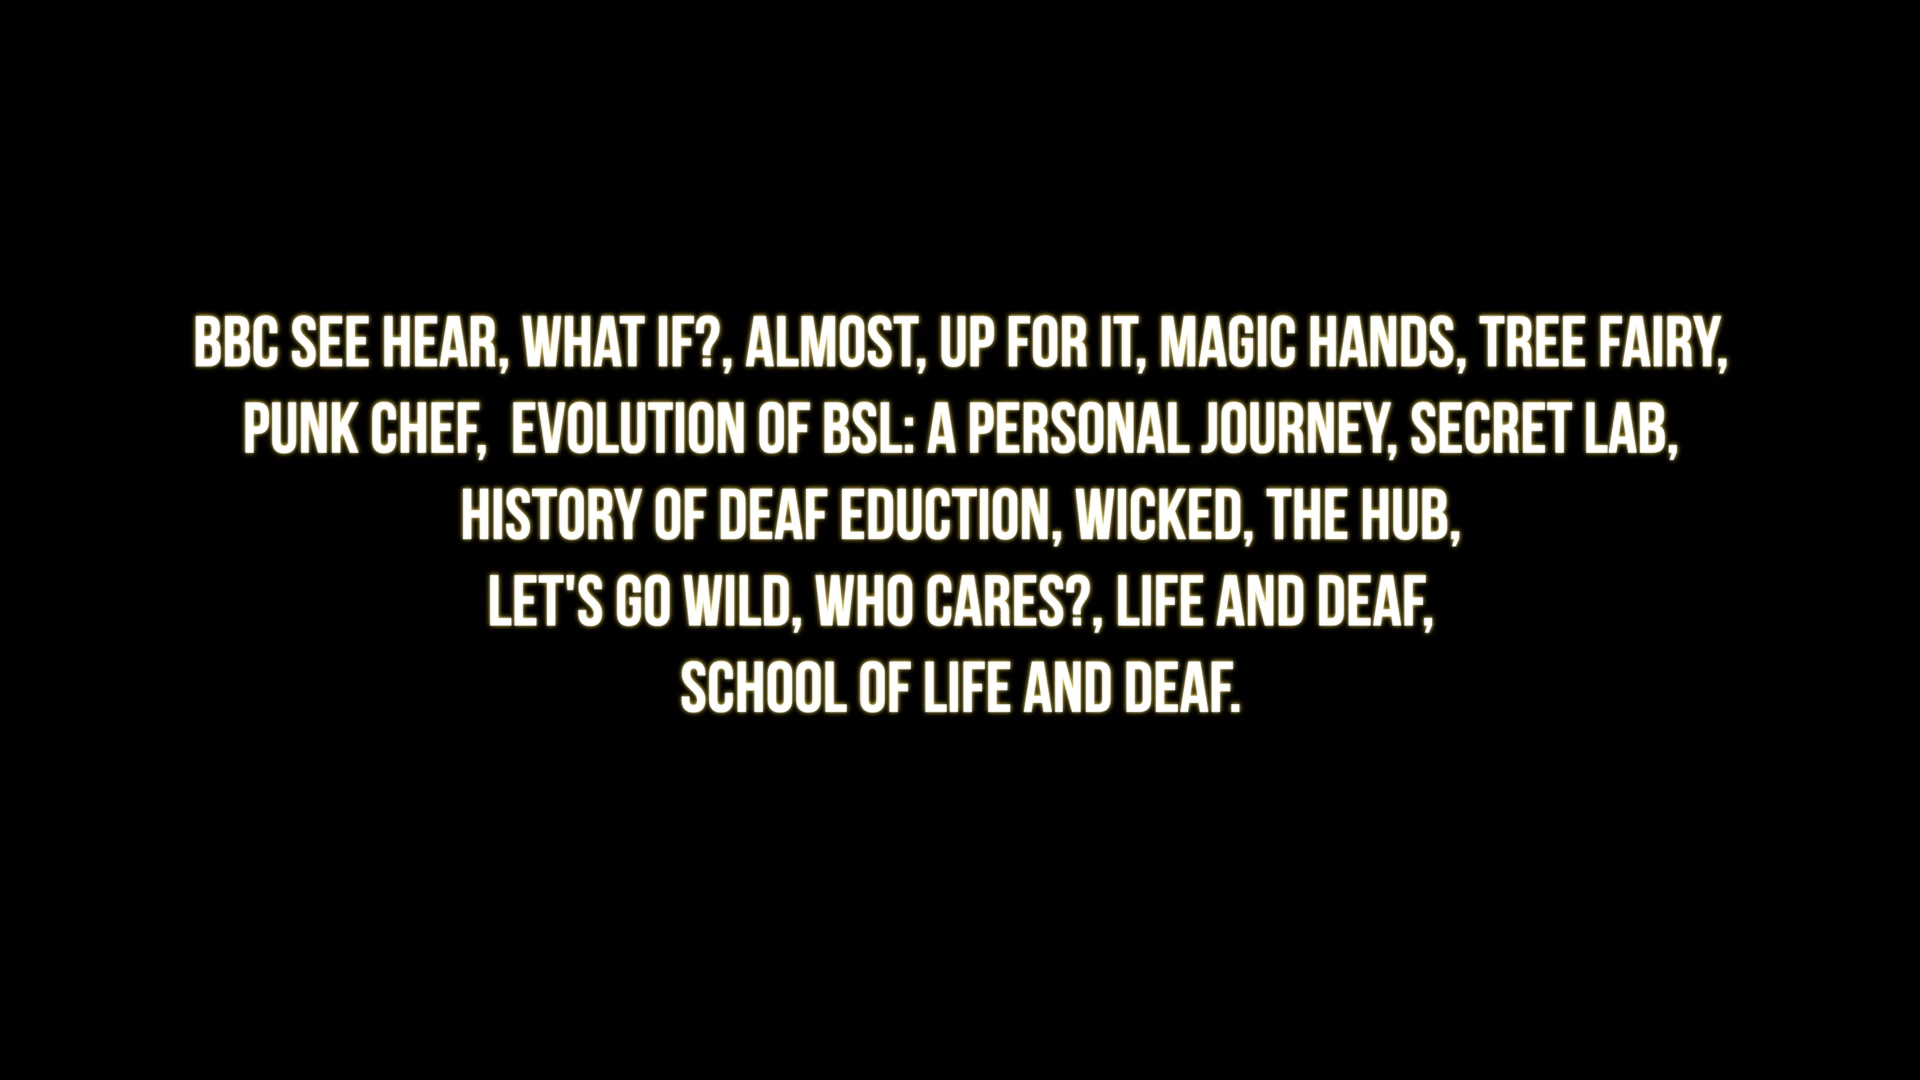 BBC SEE HEAR, WHAT IF?, ALMOST, UP FOR IT, MAGIC HANDS, TREE FAIRY,
PUNK CHEF,  EVOLUTION OF BSL: A PERSONAL JOURNEY, SECRET LAB,
HISTORY OF DEAF EDUCTION, WICKED, THE HUB,
LET'S GO WILD, WHO CARES?, LIFE AND DEAF,
SCHOOL OF LIFE AND DEAF.